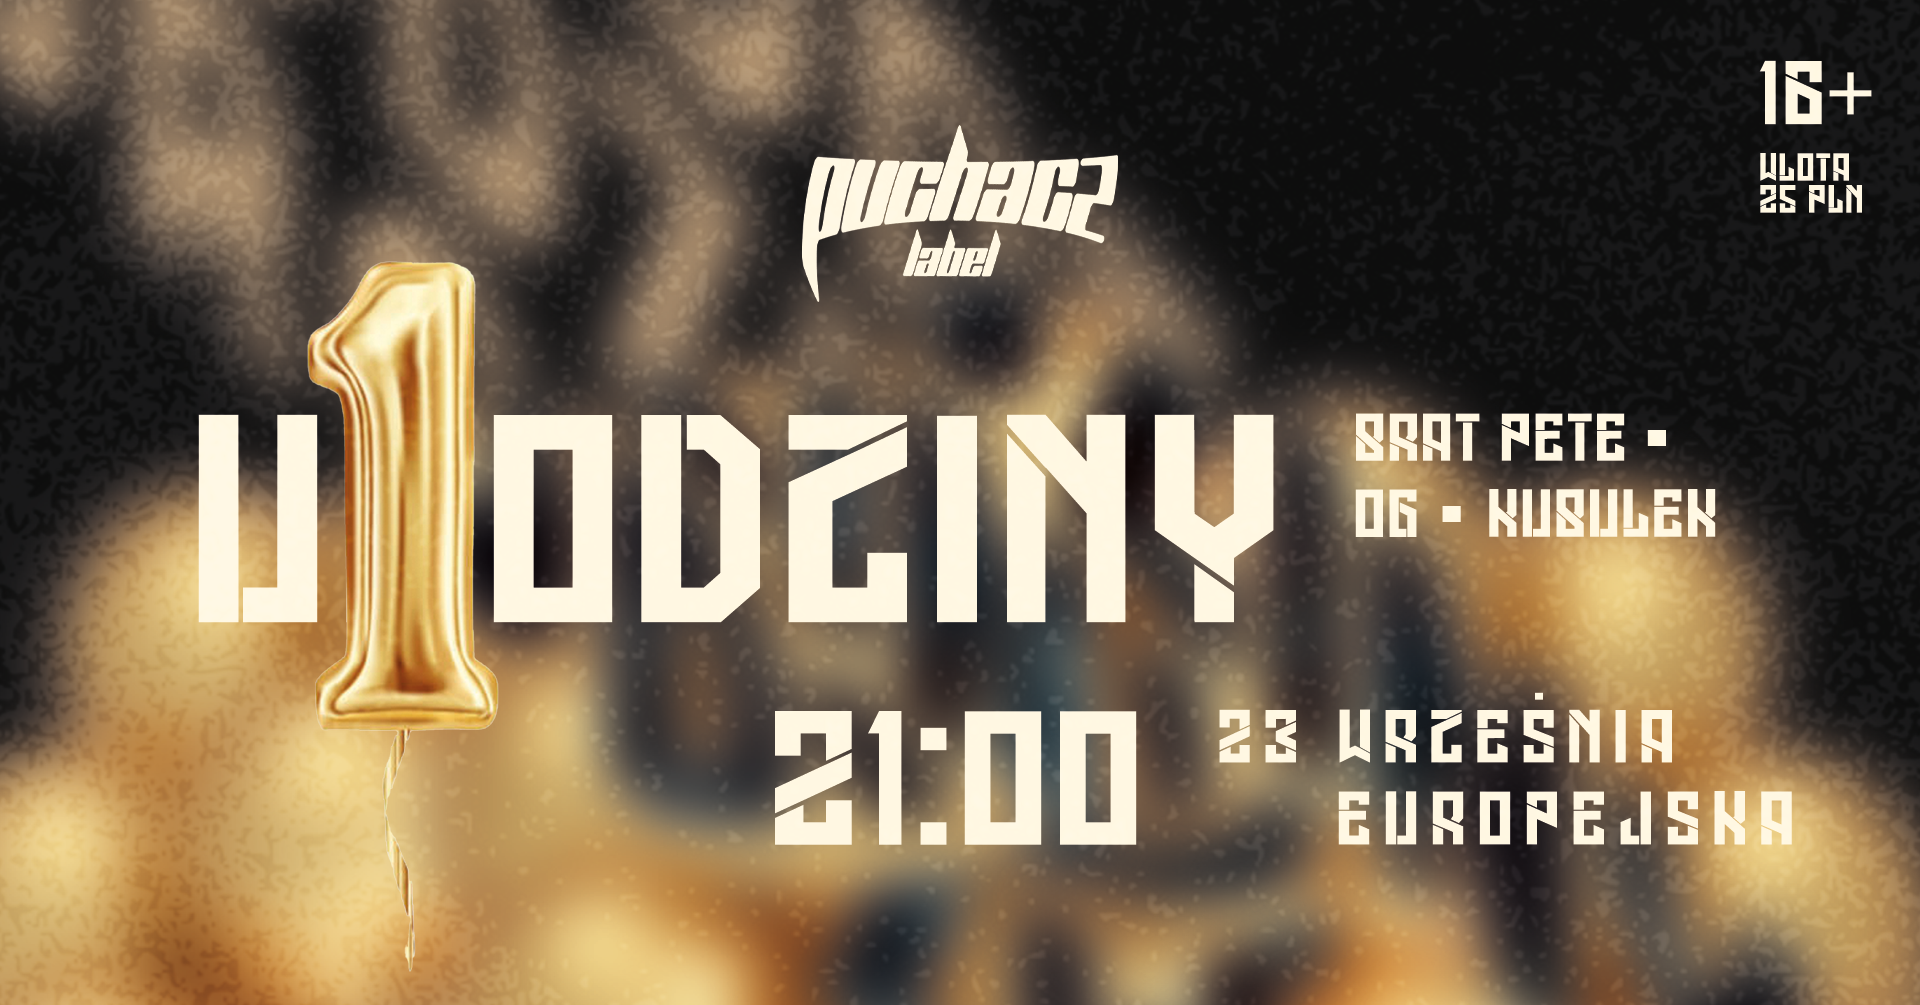 puchacz
label
16+
WLOTA
25 PLN
U1ODZINY
BRAT PETE ▪
OG ▪ KUBULEK
21:00
23 WRZEŚNIA
EUROPEJSKA